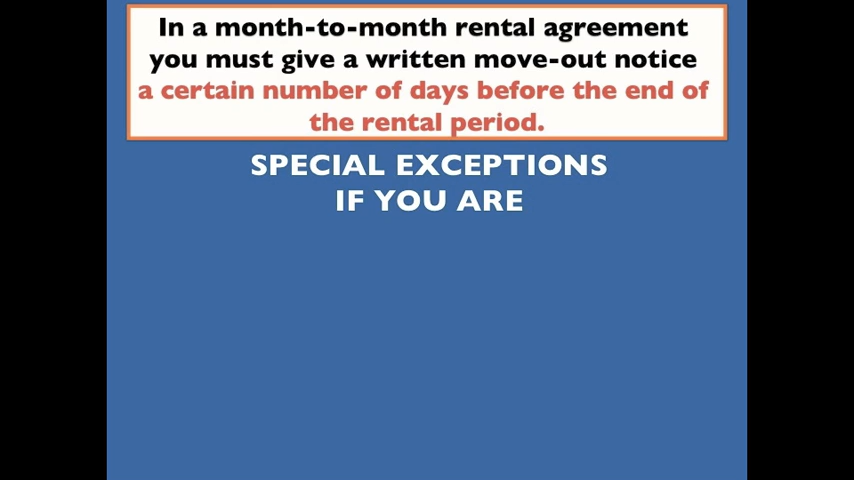 In a month-to-month rental agreement
you must give a written move-out notice
a certain number of days before the end of
the rental period.
SPECIAL EXCEPTIONS
IF YOU ARE